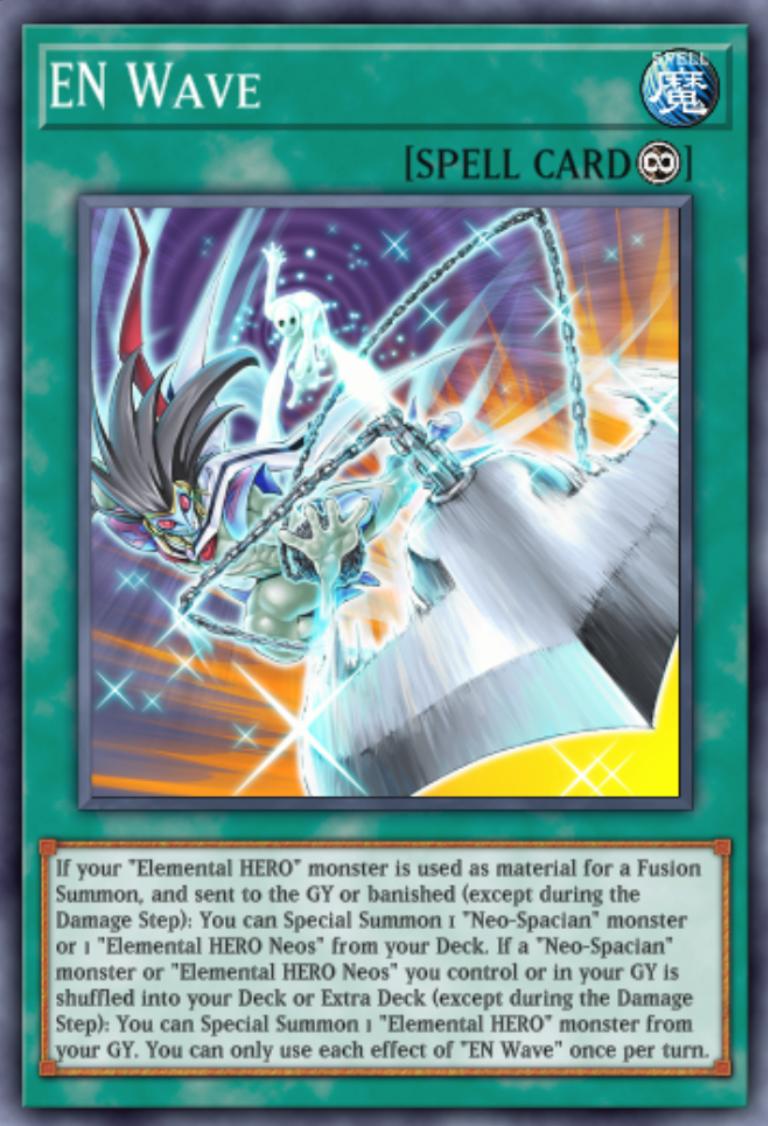 EN Wave
SPELL
魔
[SPELL CARD]
If your "Elemental HERO" monster is used as material for a Fusion
Summon, and sent to the GY or banished (except during the
Damage Step): You can Special Summon 1 "Neo-Spacian" monster
or 1 "Elemental HERO Neos" from your Deck. If a "Neo-Spacian"
monster or "Elemental HERO Neos" you control or in your GY is
shuffled into your Deck or Extra Deck (except during the Damage
Step): You can Special Summon 1 "Elemental HERO" monster from
your GY. You can only use each effect of "EN Wave" once per turn.